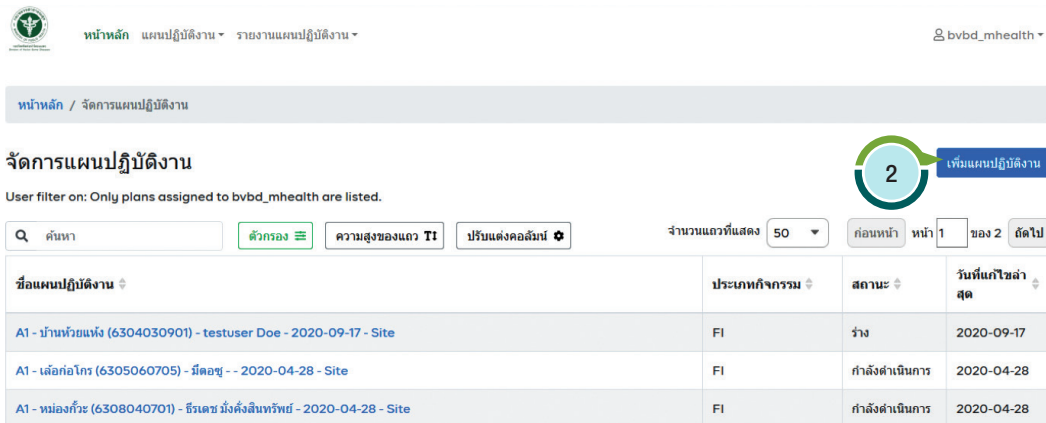 หน้าหลัก แผนปฏิบัติงาน รายงานแผนปฏิบัติงาน bvbd_mhealth
หน้าหลัก / จัดการแผนปฏิบัติงาน
จัดการแผนปฏิบัติงาน
2
เพิ่มแผนปฏิบัติงาน
User filter on: Only plans assigned to bvbd_mhealth are listed.
ค้นหา ตัวกรอง ความสูงของแถว ปรับแต่งคอลัมน์ จำนวนแถวที่แสดง 50 ก่อนหน้า หน้า 1 ของ 2 ถัดไป
ชื่อแผนปฏิบัติงาน ประเภทกิจกรรม สถานะ วันที่แก้ไขล่า
สุด
A1 - บ้านห้วยแห้ง (6304030901) - testuser Doe - 2020-09-17 - Site FI ร่าง 2020-09-17
A1 - เล้อก่อโกร (6305060705) - มึดอซู - - 2020-04-28 - Site FI กำลังดำเนินการ 2020-04-28
A1 - หม่องกั๊วะ (6308040701) - ธีรเดช มั่งคั่งสินทรัพย์ - 2020-04-28 - Site FI กำลังดำเนินการ 2020-04-28